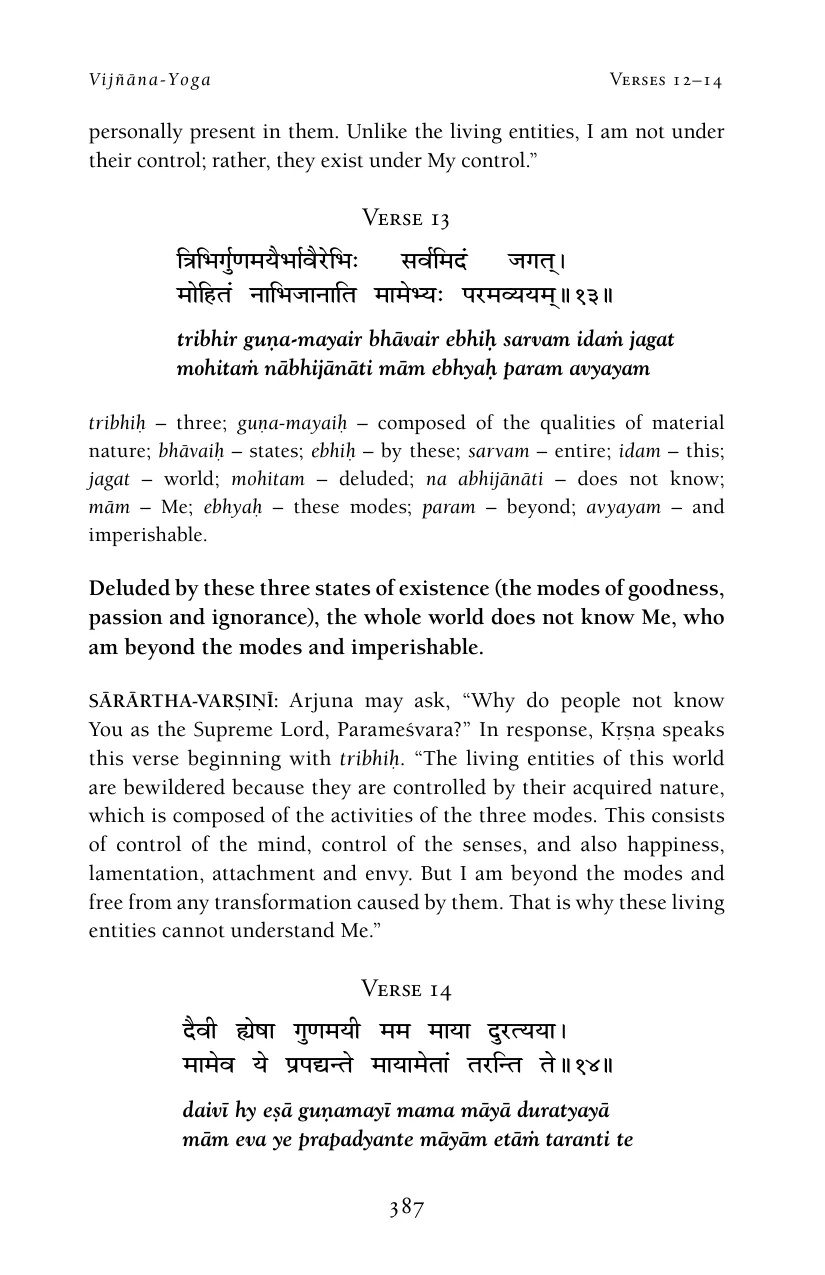 Vijñāna-Yoga Verses 12–14
personally present in them. Unlike the living entities, I am not under
their control; rather, they exist under My control.”
Verse 13
त्रिभिर्गुणमयैर्भावैरेभिः सर्वमिदं जगत्।
मोहितं नाभिजानाति मामेभ्यः परमव्ययम्॥१३॥
tribhir guṇa-mayair bhāvair ebhiḥ sarvam idaṁ jagat
mohitaṁ nābhijānāti mām ebhyaḥ param avyayam
tribhiḥ – three; guṇa-mayaiḥ – composed of the qualities of material
nature; bhāvaiḥ – states; ebhiḥ – by these; sarvam – entire; idam – this;
jagat – world; mohitam – deluded; na abhijānāti – does not know;
mām – Me; ebhyaḥ – these modes; param – beyond; avyayam – and
imperishable.
Deluded by these three states of existence (the modes of goodness,
passion and ignorance), the whole world does not know Me, who
am beyond the modes and imperishable.
SĀRĀRTHA-VARṢIṆĪ: Arjuna may ask, “Why do people not know
You as the Supreme Lord, Parameśvara?” In response, Kṛṣṇa speaks
this verse beginning with tribhiḥ. “The living entities of this world
are bewildered because they are controlled by their acquired nature,
which is composed of the activities of the three modes. This consists
of control of the mind, control of the senses, and also happiness,
lamentation, attachment and envy. But I am beyond the modes and
free from any transformation caused by them. That is why these living
entities cannot understand Me.”
Verse 14
दैवी ह्येषा गुणमयी मम माया दुरत्यया।
मामेव ये प्रपद्यन्ते मायामेतां तरन्ति ते॥१४॥
daivī hy eṣā guṇamayī mama māyā duratyayā
mām eva ye prapadyante māyām etāṁ taranti te
387